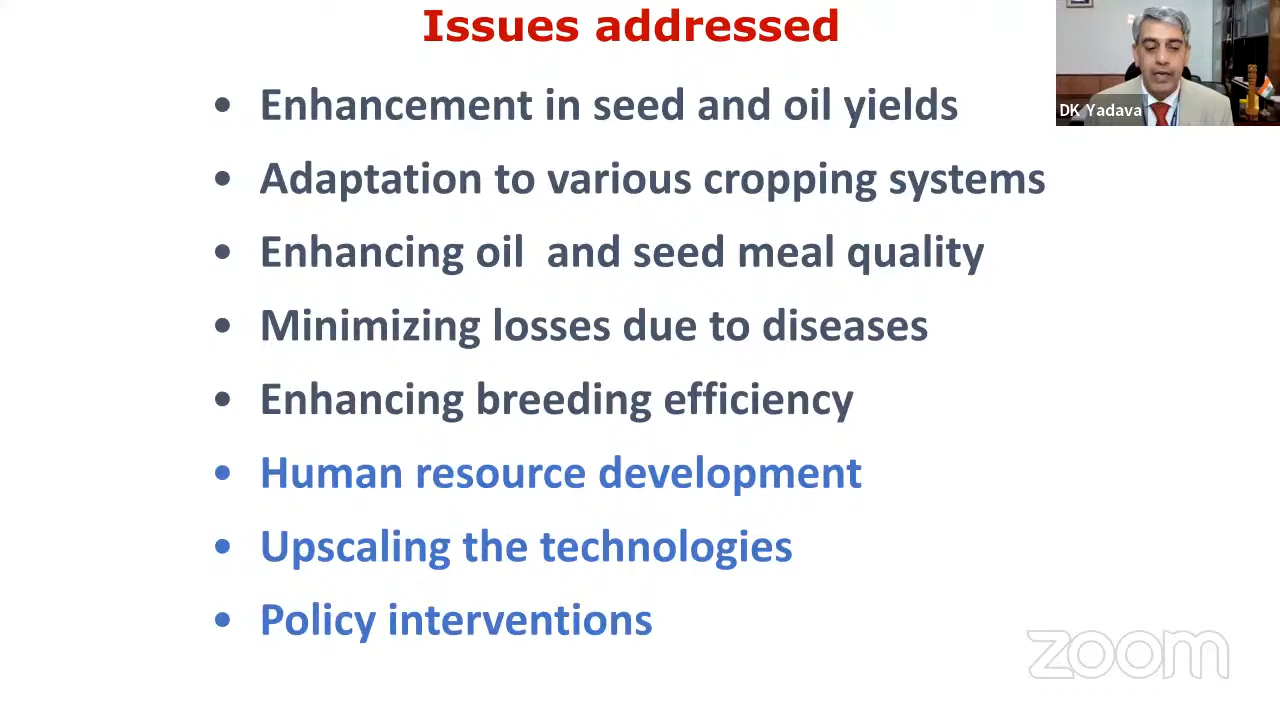 Issues addressed
• Enhancement in seed and oil yields
• Adaptation to various cropping systems
• Enhancing oil  and seed meal quality
• Minimizing losses due to diseases
• Enhancing breeding efficiency
• Human resource development
• Upscaling the technologies
• Policy interventions
DK Yadava
zoom